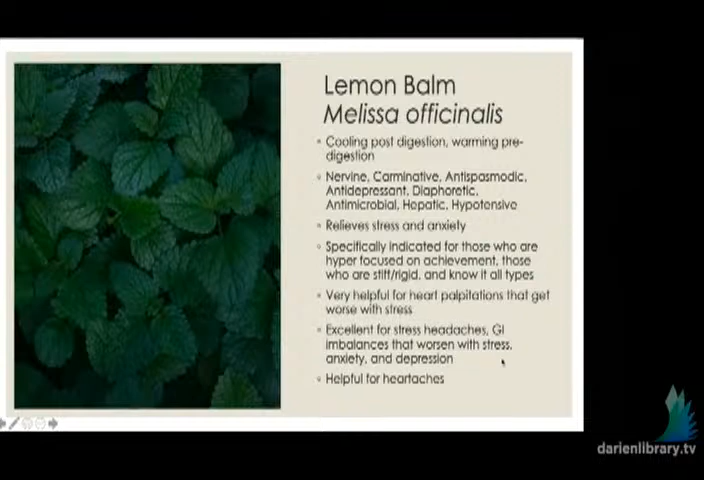 Lemon Balm
Melissa officinalis
Cooling post digestion, warming pre-
digestion
Nervine, Carminative, Antispasmodic,
Antidepressant, Diaphoretic,
Antimicrobial, Hepatic, Hypotensive
Relieves stress and anxiety
Specifically indicated for those who are
hyper focused on achievement, those
who are stiff/rigid, and know it all types
Very helpful for heart palpitations that get
worse with stress
Excellent for stress headaches, GI
imbalances that worsen with stress,
anxiety, and depression
Helpful for heartaches
darienlibrary.tv